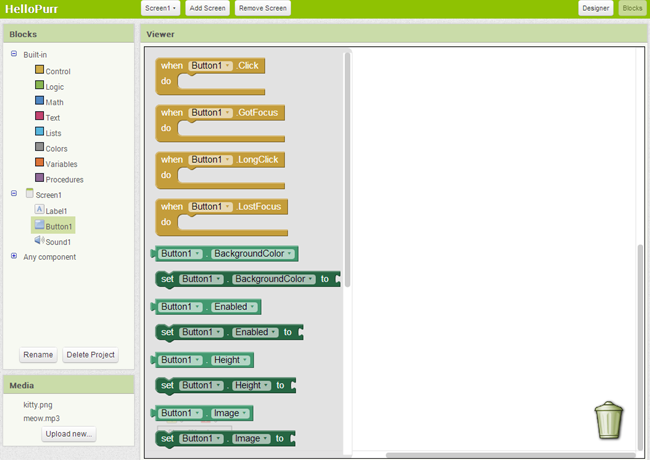 HelloPurr
Screen1
Add Screen
Remove Screen
Designer
Blocks
Blocks
Built-in
Control
Logic
Math
Text
Lists
Colors
Variables
Procedures
Screen1
Label1
Button1
Sound1
Any component
Rename
Delete Project
Media
kitty.png
meow.mp3
Upload new...
Viewer
when Button1 .Click
do
when Button1 .GotFocus
do
when Button1 .LongClick
do
when Button1 .LostFocus
do
Button1 . BackgroundColor
set Button1 . BackgroundColor to
Button1 . Enabled
set Button1 . Enabled to
Button1 . Height
set Button1 . Height to
Button1 . Image
set Button1 . Image to